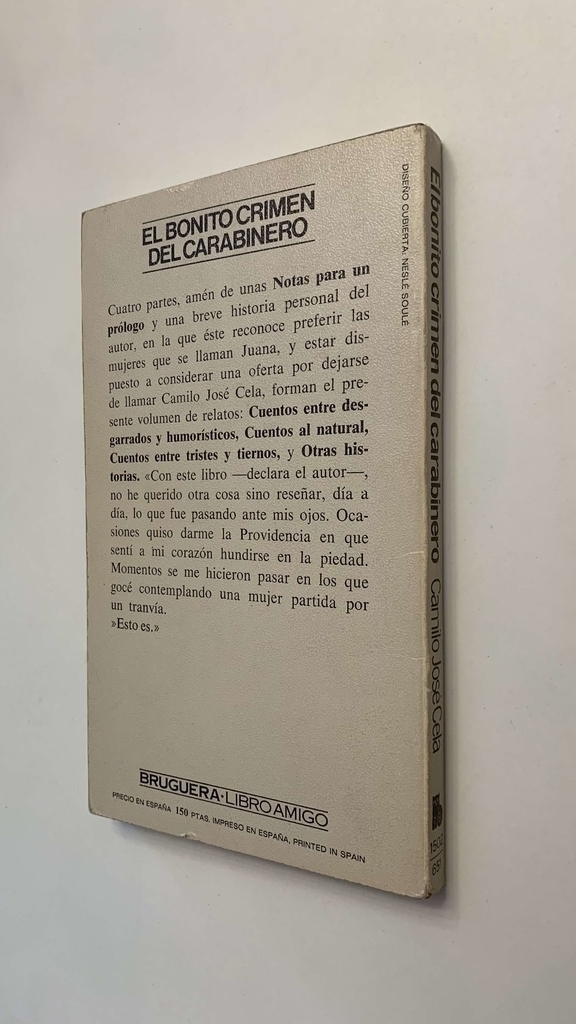 EL BONITO CRIMEN
DEL CARABINERO
Cuatro partes, amén de unas Notas para un
prólogo y una breve historia personal del
autor, en la que éste reconoce preferir las
mujeres que se llaman Juana, y estar dis-
puesto a considerar una oferta por dejarse
de llamar Camilo José Cela, forman el pre-
sente volumen de relatos: Cuentos entre des-
garrados y humorísticos, Cuentos al natural,
Cuentos entre tristes y tiernos, y Otras his-
torias. «Con este libro —declara el autor—,
no he querido otra cosa sino reseñar, día a
día, lo que fue pasando ante mis ojos. Oca-
siones quiso darme la Providencia en que
sentí a mi corazón hundirse en la piedad.
Momentos se me hicieron pasar en los que
gocé contemplando una mujer partida por
un tranvía.
»Esto es.»
BRUGUERA·LIBRO AMIGO
PRECIO EN ESPAÑA 150 PTAS. IMPRESO EN ESPAÑA, PRINTED IN SPAIN
DISEÑO CUBIERTA: NESLÉ SOULÉ
El bonito crimen del carabinero Camilo José Cela
1502